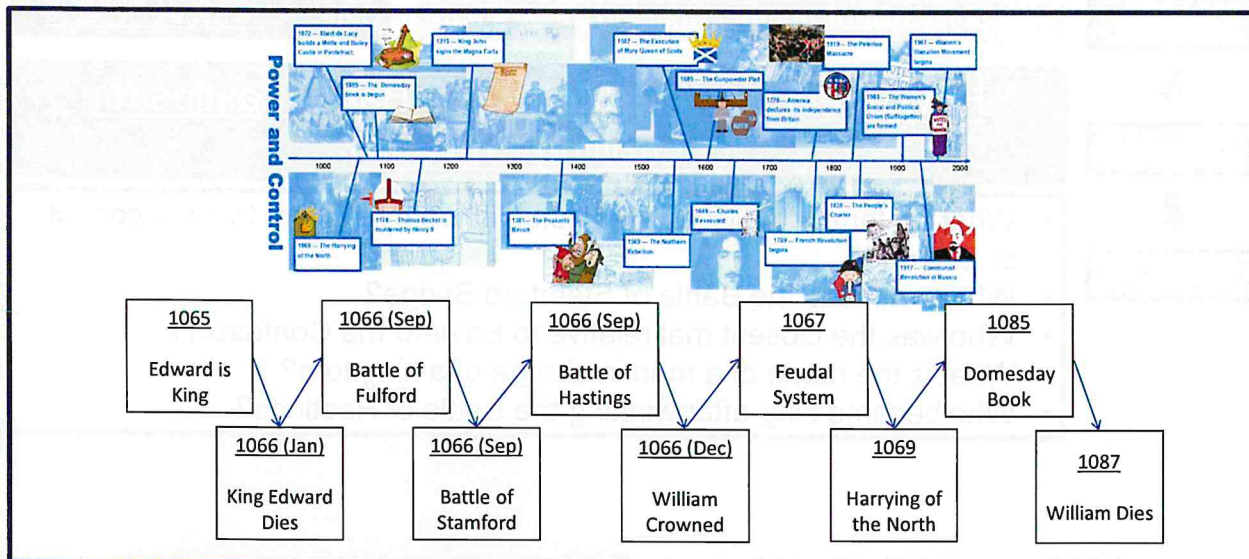 Power and Control
1072 — Ilbert de Lacy
builds a Motte and Bailey
Castle in Pontefract.
1085 — The Domesday
Book is begun
1215 — King John
signs the Magna Carta
1587 — The Execution
of Mary Queen of Scots
1605 — The Gunpowder Plot
1776 — America
declares its independence
from Britain
1819 — The Peterloo
Massacre
1903 — The Women's
Social and Political
Union (Suffragettes)
are formed
Women's
liberation Movement
begins
1000 1100 1200 1300 1400 1500 1600 1700 1800 1900 2000
1069 — The Harrying
of the North
1170 — Thomas Becket is
murdered by Henry II
1381 — The Peasants
Revolt
1569 — The Northern
Rebellion
1649 — Charles
I executed
1789 — French Revolution
begins
1838 — The People's
Charter
1917 — Communist
Revolution in Russia
1065
Edward is
King
1066 (Jan)
King Edward
Dies
1066 (Sep)
Battle of
Fulford
1066 (Sep)
Battle of
Stamford
1066 (Sep)
Battle of
Hastings
1066 (Dec)
William
Crowned
1067
Feudal
System
1069
Harrying of
the North
1085
Domesday
Book
1087
William Dies